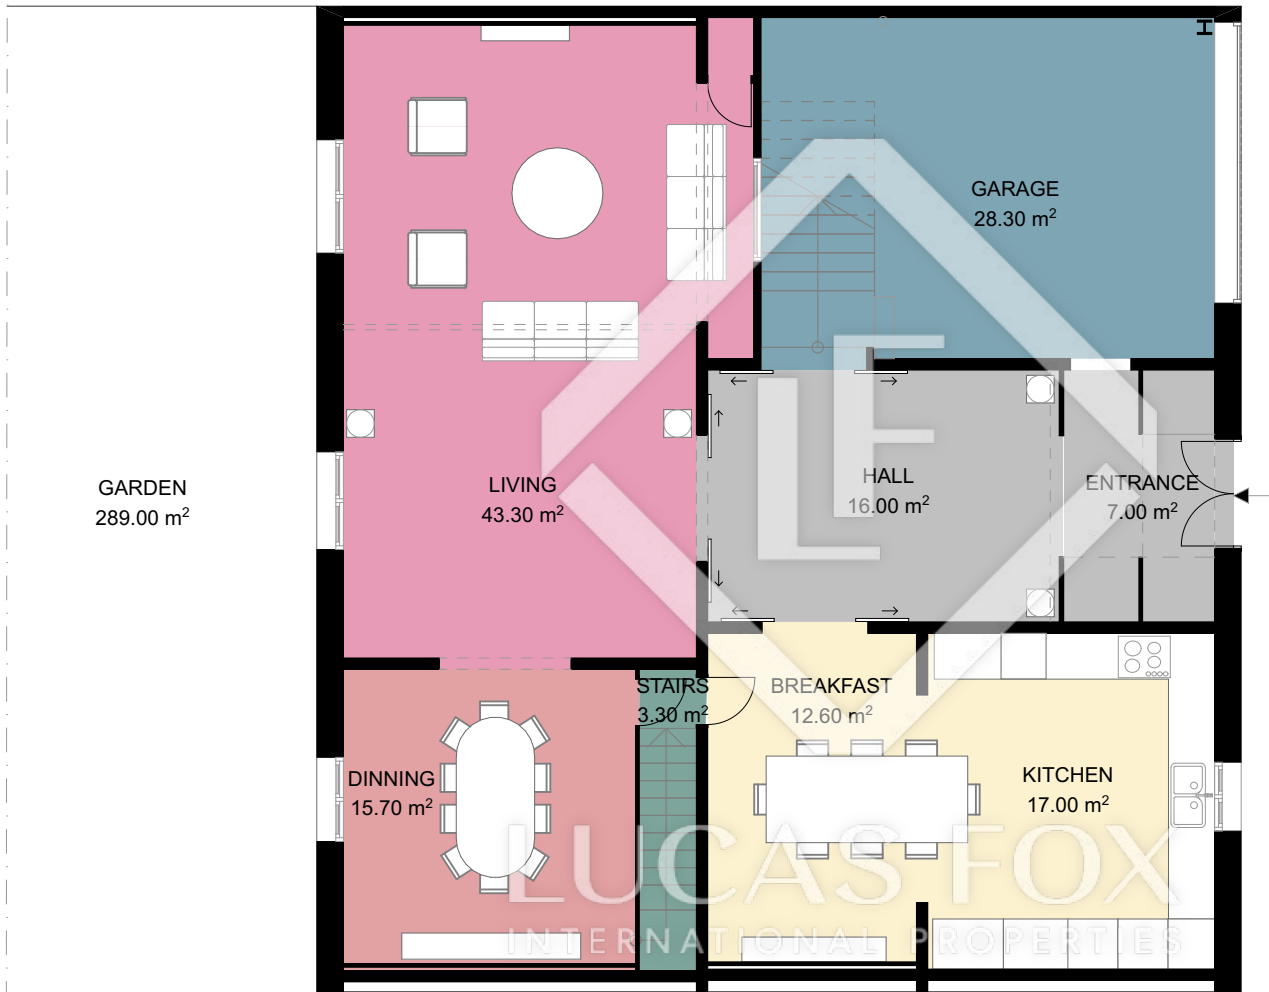 GARAGE
28.30 m²
GARDEN
289.00 m²
LIVING
43.30 m²
HALL
16.00 m²
ENTRANCE
7.00 m²
STAIRS
3.30 m²
BREAKFAST
12.60 m²
DINNING
15.70 m²
KITCHEN
17.00 m²
LF
LUCAS FOX
INTERNATIONAL PROPERTIES